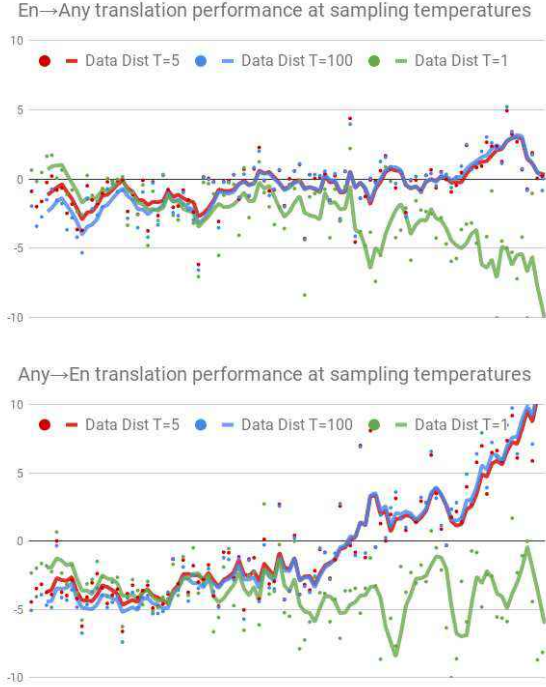 En→Any translation performance at sampling temperatures
10
Data Dist T=5 Data Dist T=100 Data Dist T=1
5
0
-5
-10
Any→En translation performance at sampling temperatures
10
Data Dist T=5 Data Dist T=100 Data Dist T=1
5
0
-5
-10